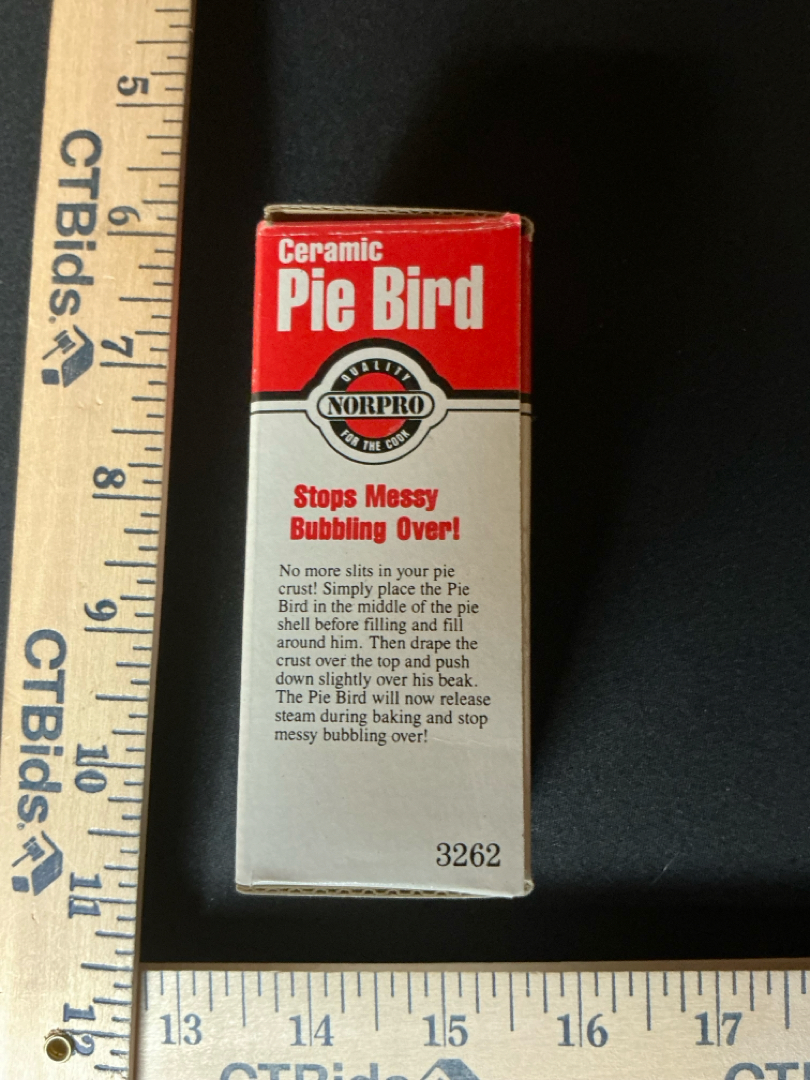 5
CTBids
6
7
8
9
CTBids
10
11
12
Ceramic
Pie Bird
QUALITY
NORPRO
FOR THE COOK
Stops Messy
Bubbling Over!
No more slits in your pie
crust! Simply place the Pie
Bird in the middle of the pie
shell before filling and fill
around him. Then drape the
crust over the top and push
down slightly over his beak.
The Pie Bird will now release
steam during baking and stop
messy bubbling over!
3262
13 14 15 16 17
CTBids CTB